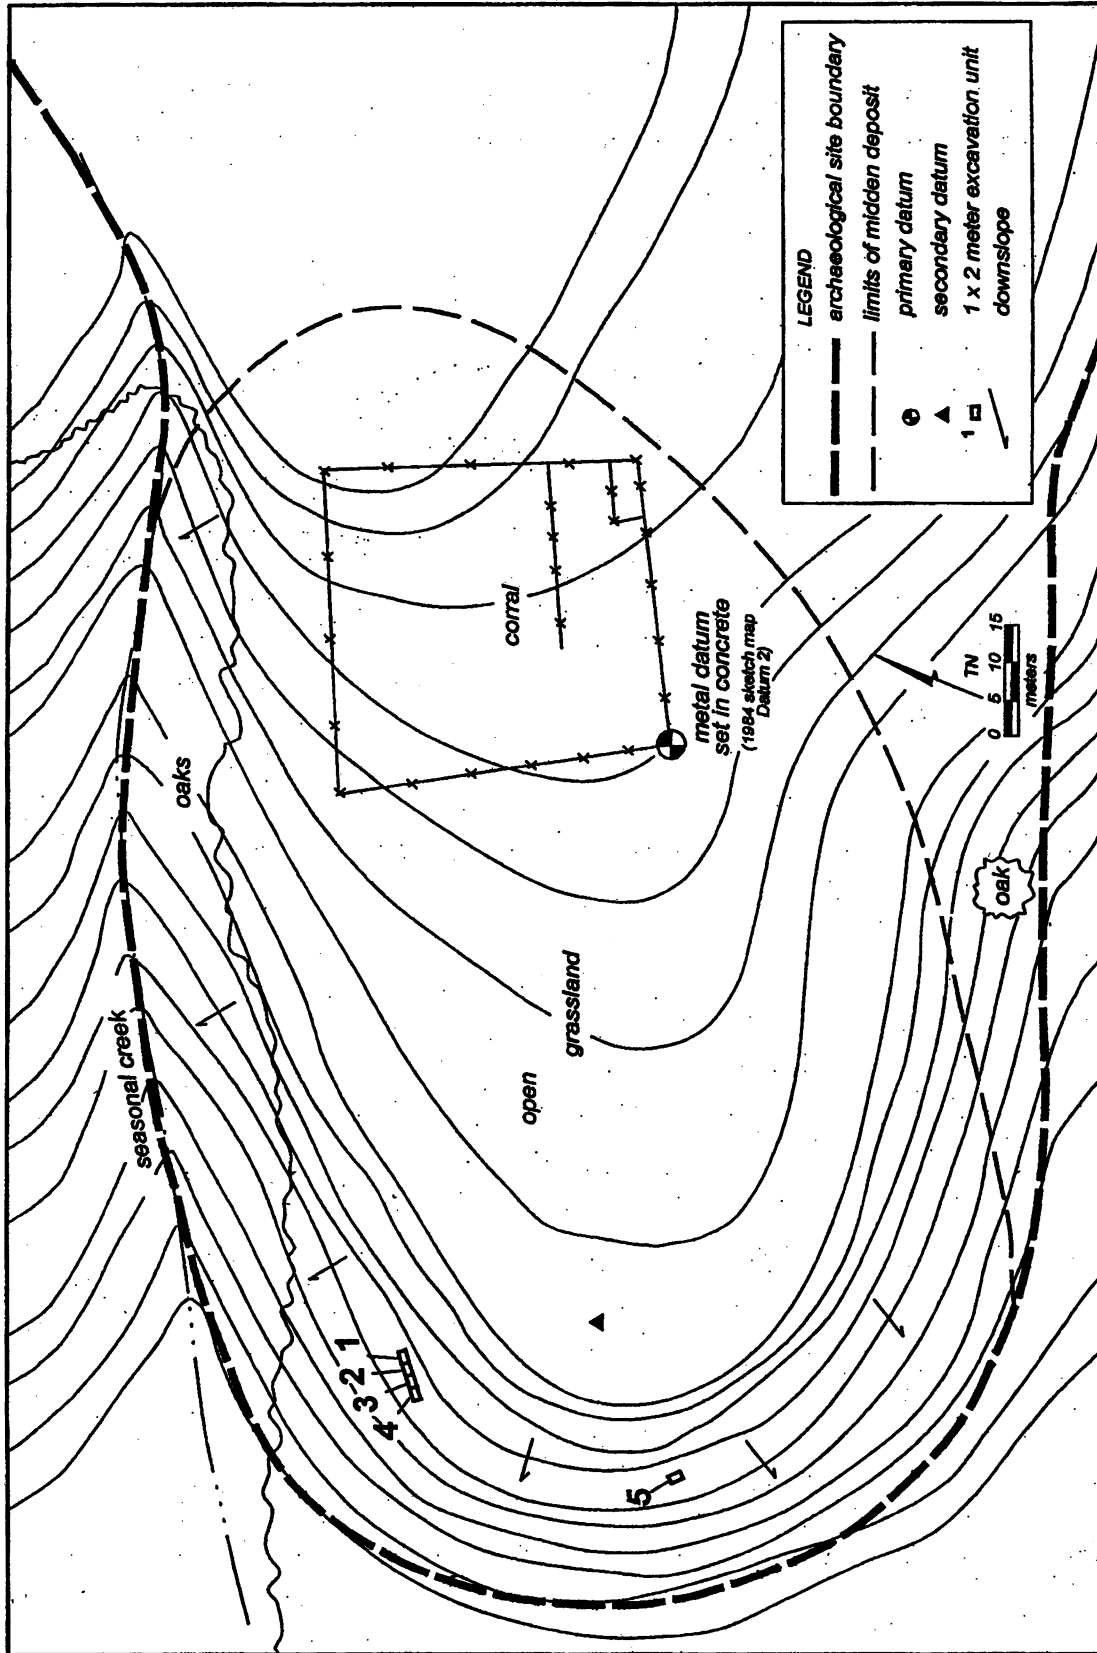 seasonal creek
oaks
corral
metal datum
set in concrete
(1984 sketch map
Datum 2)
open
grassland
oak
1
2
3
4
5
TN
0 5 10 15
meters
LEGEND
archaeological site boundary
limits of midden deposit
primary datum
secondary datum
1 1 x 2 meter excavation unit
downslope